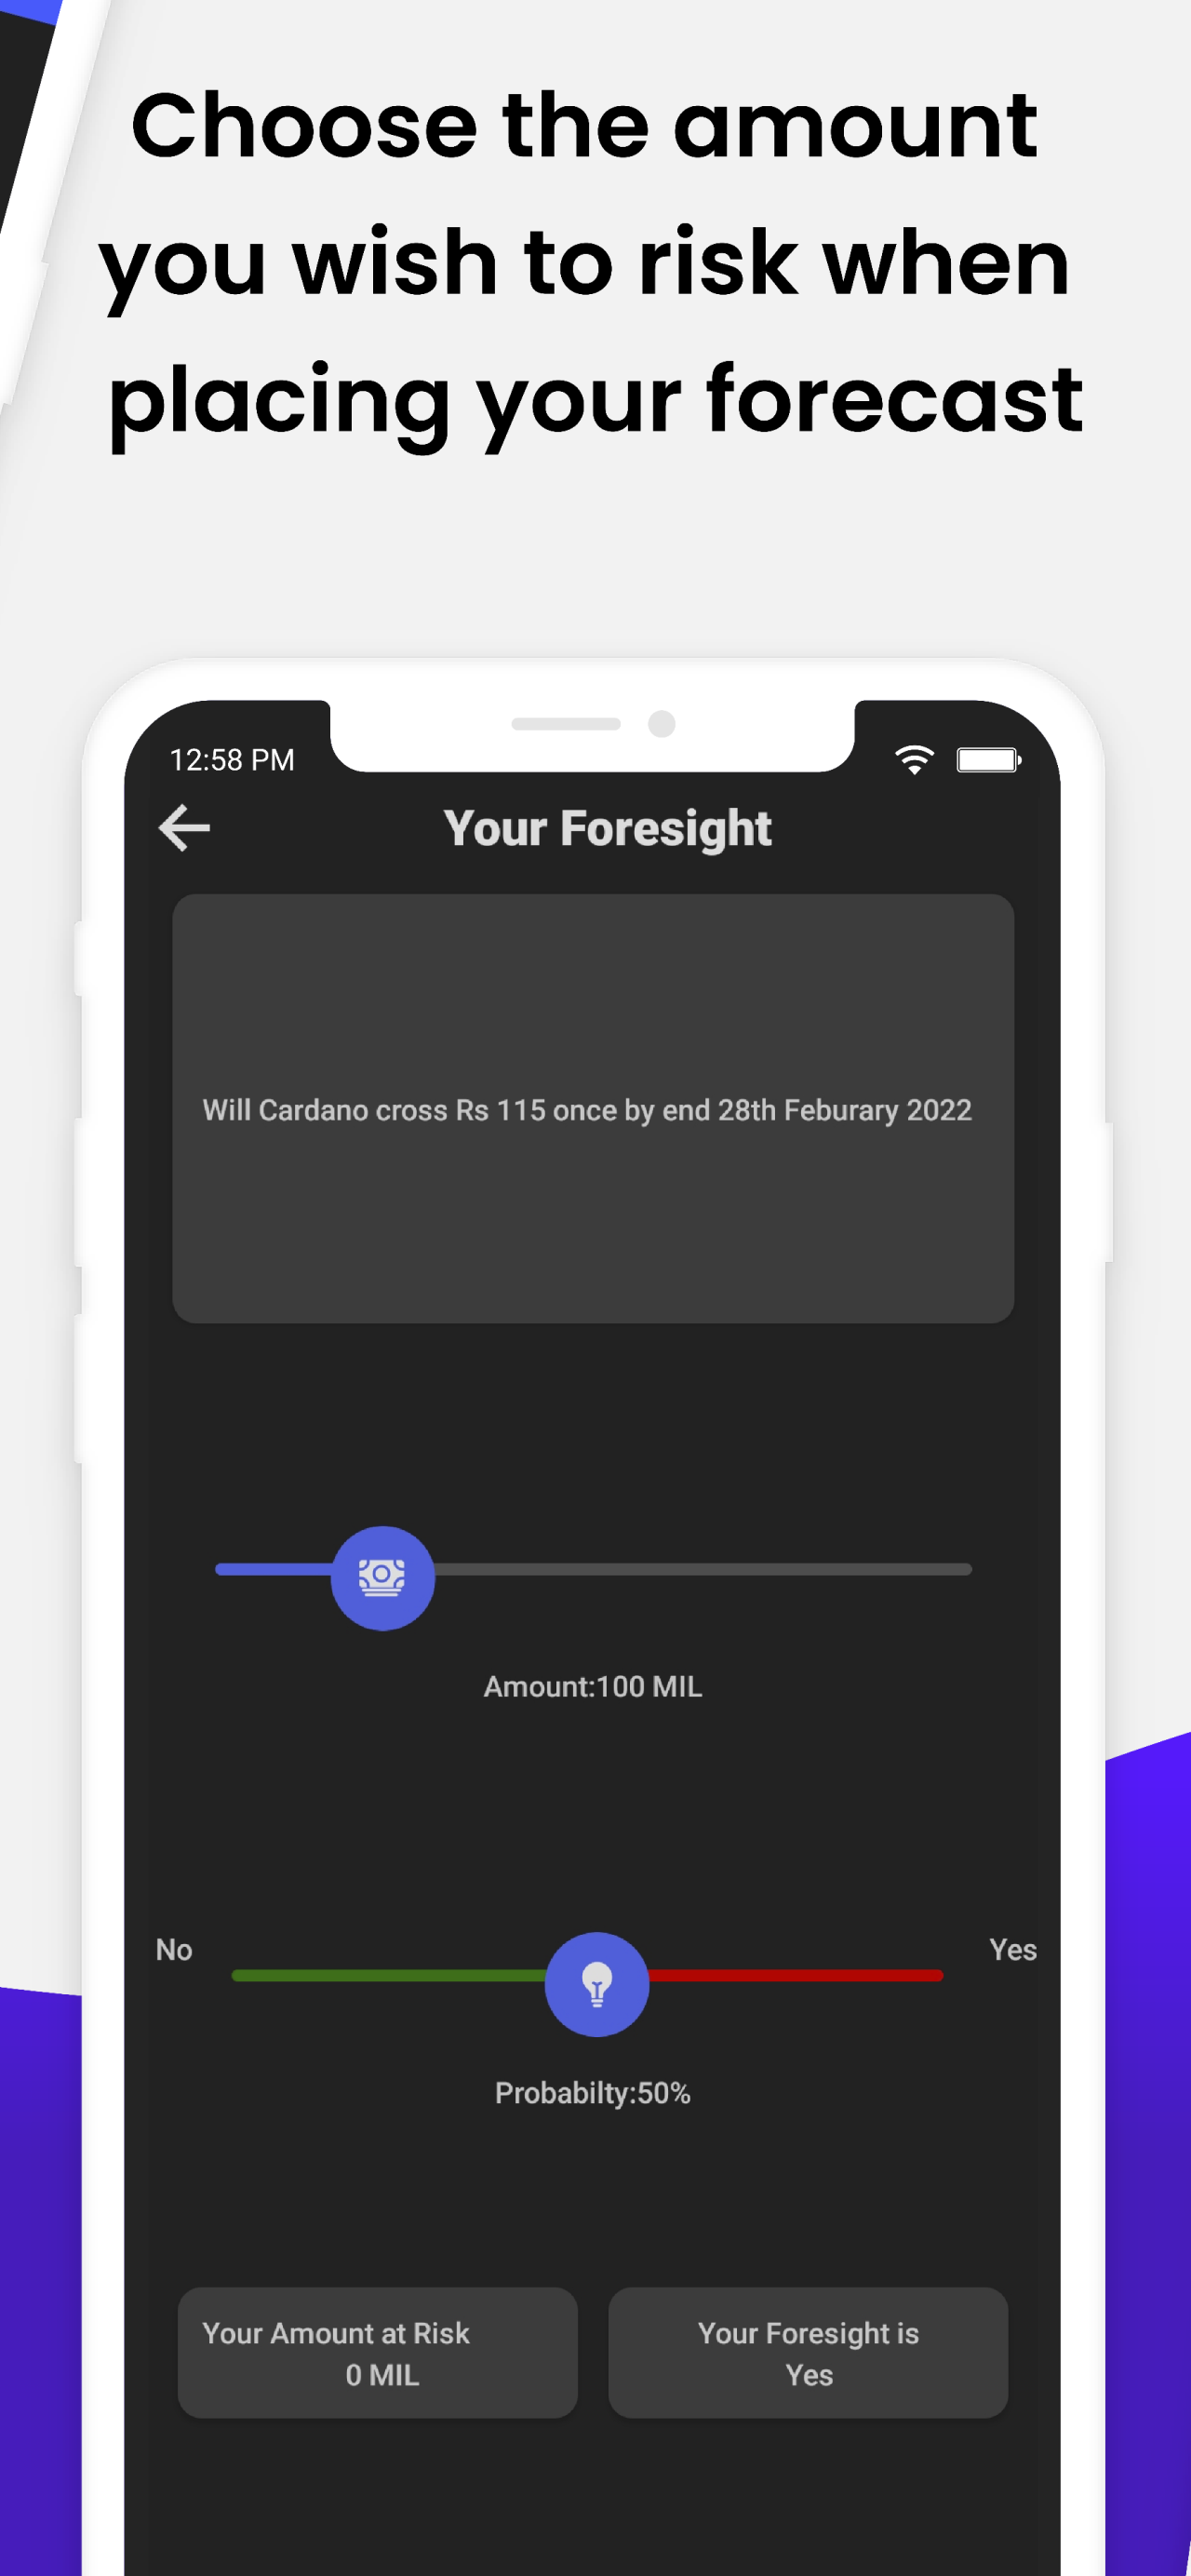 Choose the amount
you wish to risk when
placing your forecast
12:58 PM
Your Foresight
Will Cardano cross Rs 115 once by end 28th Feburary 2022
Amount:100 MIL
No
Yes
Probabilty:50%
Your Amount at Risk
0 MIL
Your Foresight is
Yes